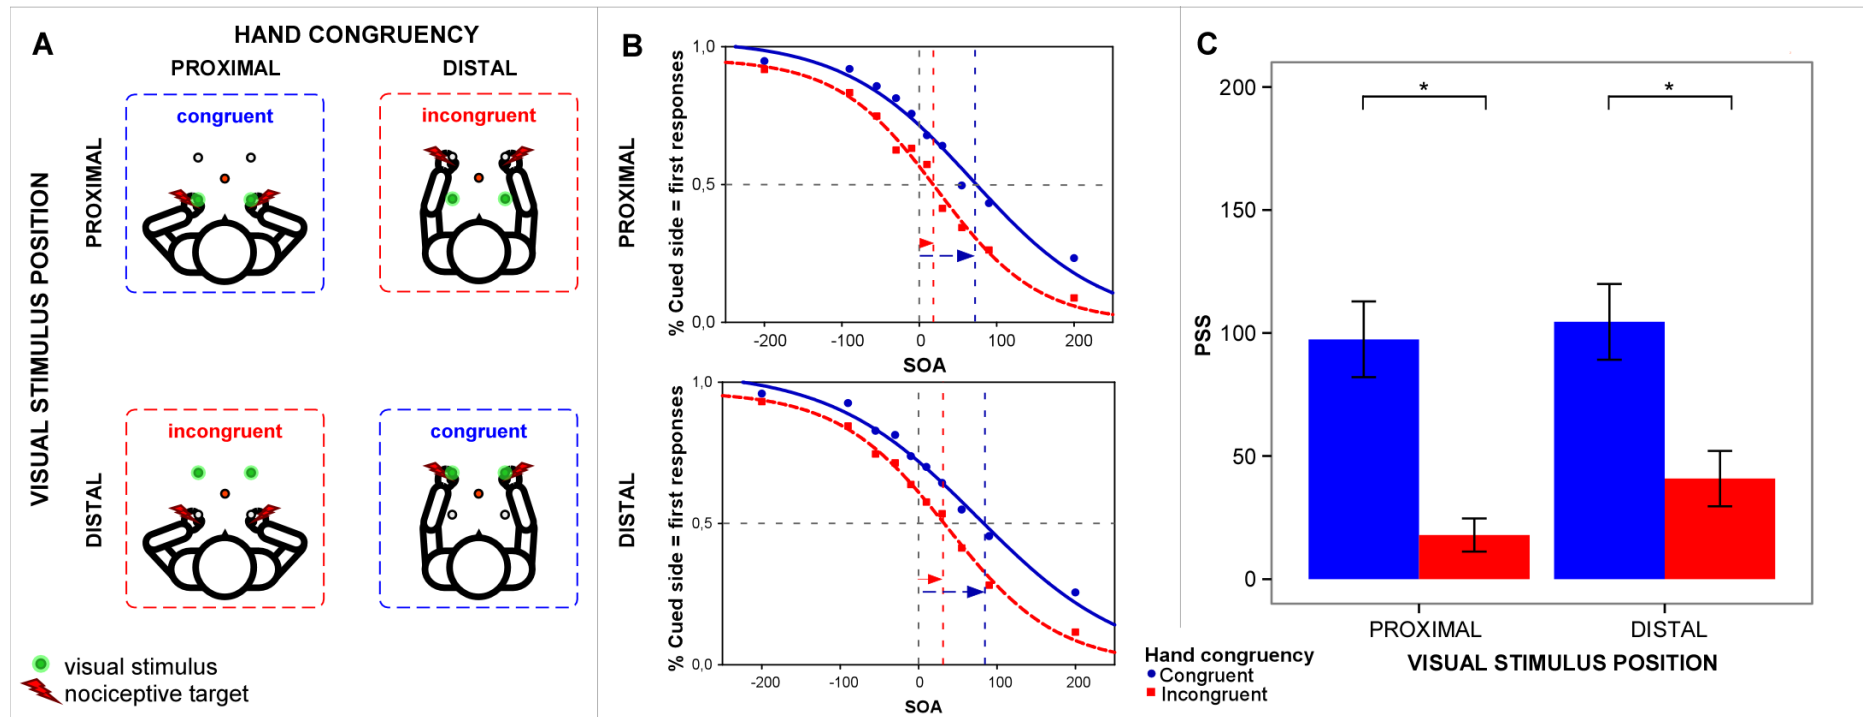 A
HAND CONGRUENCY
PROXIMAL
DISTAL
VISUAL STIMULUS POSITION
PROXIMAL
congruent
incongruent
DISTAL
incongruent
congruent
visual stimulus
nociceptive target
B
PROXIMAL
% Cued side = first responses
1,0
0,5
0,0
-200 -100 0 100 200
SOA
DISTAL
% Cued side = first responses
1,0
0,5
0,0
-200 -100 0 100 200
SOA
Hand congruency
Congruent
Incongruent
C
PSS
200
150
100
50
0
* *
PROXIMAL DISTAL
VISUAL STIMULUS POSITION